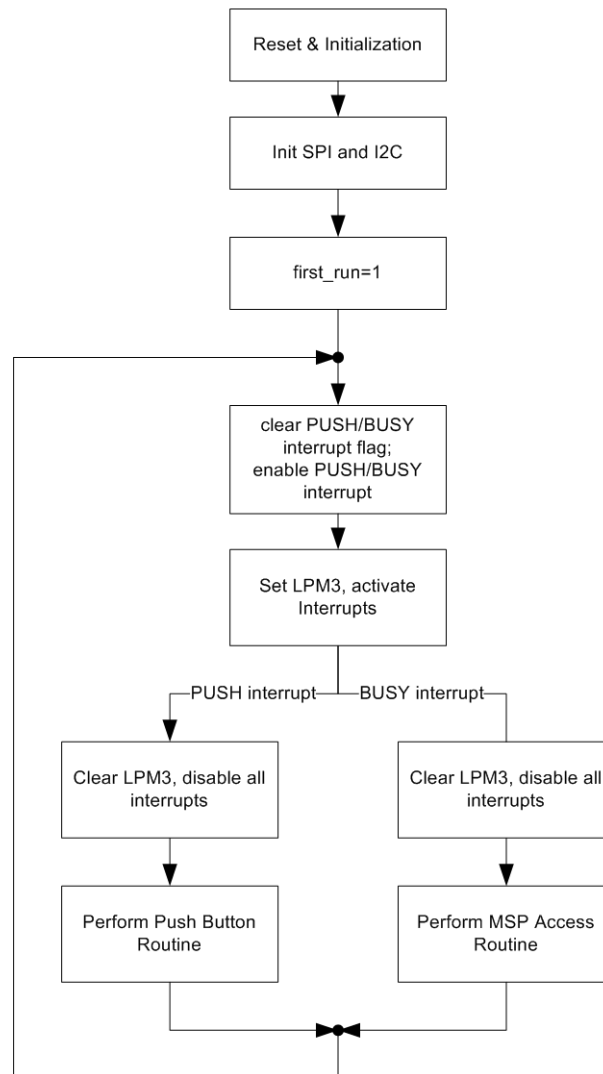 Reset & Initialization
Init SPI and I2C
first_run=1
clear PUSH/BUSY
interrupt flag;
enable PUSH/BUSY
interrupt
Set LPM3, activate
Interrupts
PUSH interrupt
BUSY interrupt
Clear LPM3, disable all
interrupts
Clear LPM3, disable all
interrupts
Perform Push Button
Routine
Perform MSP Access
Routine